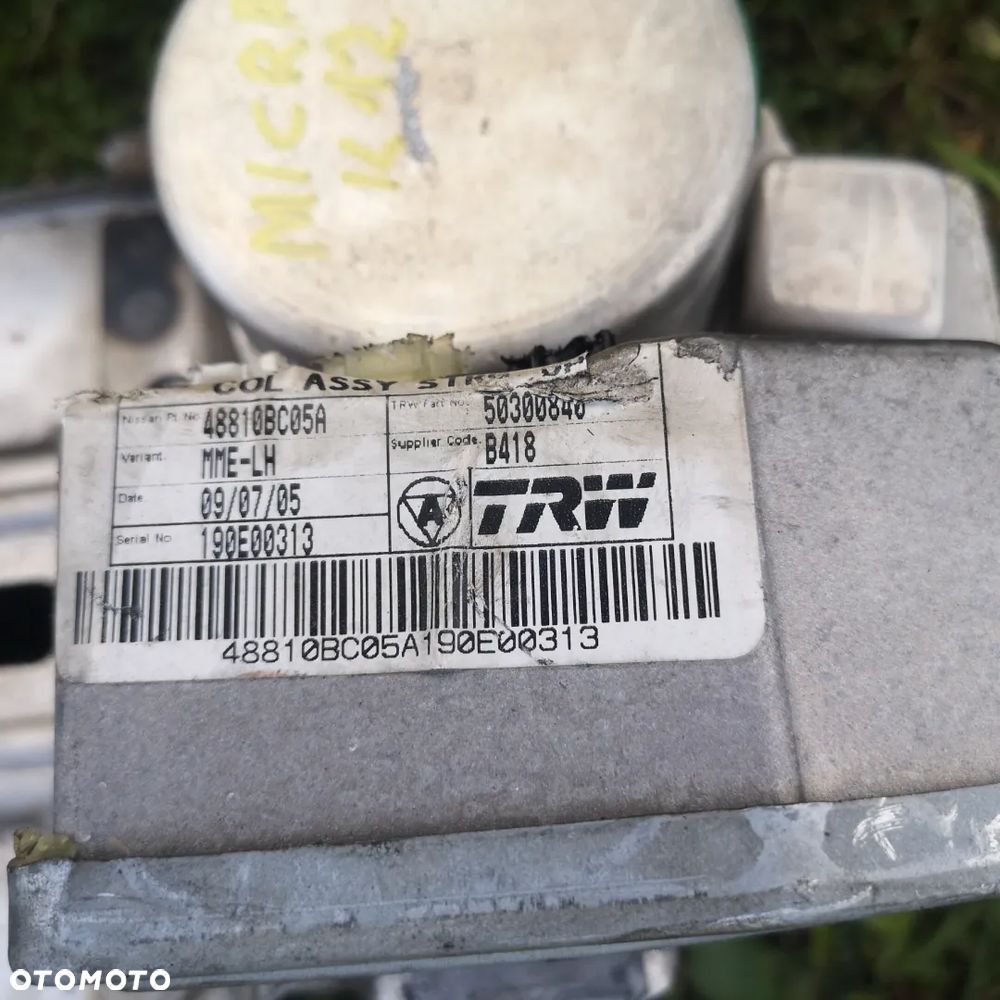 MICRA
K12
COL ASSY
Nissan Pt. No. 48810BC05A
TRW Part No. 50300840
Variant. MME-LH
Supplier Code. B418
Date 09/07/05
A TRW
Serial No 190E00313
48810BC05A190E00313
OTOMOTO